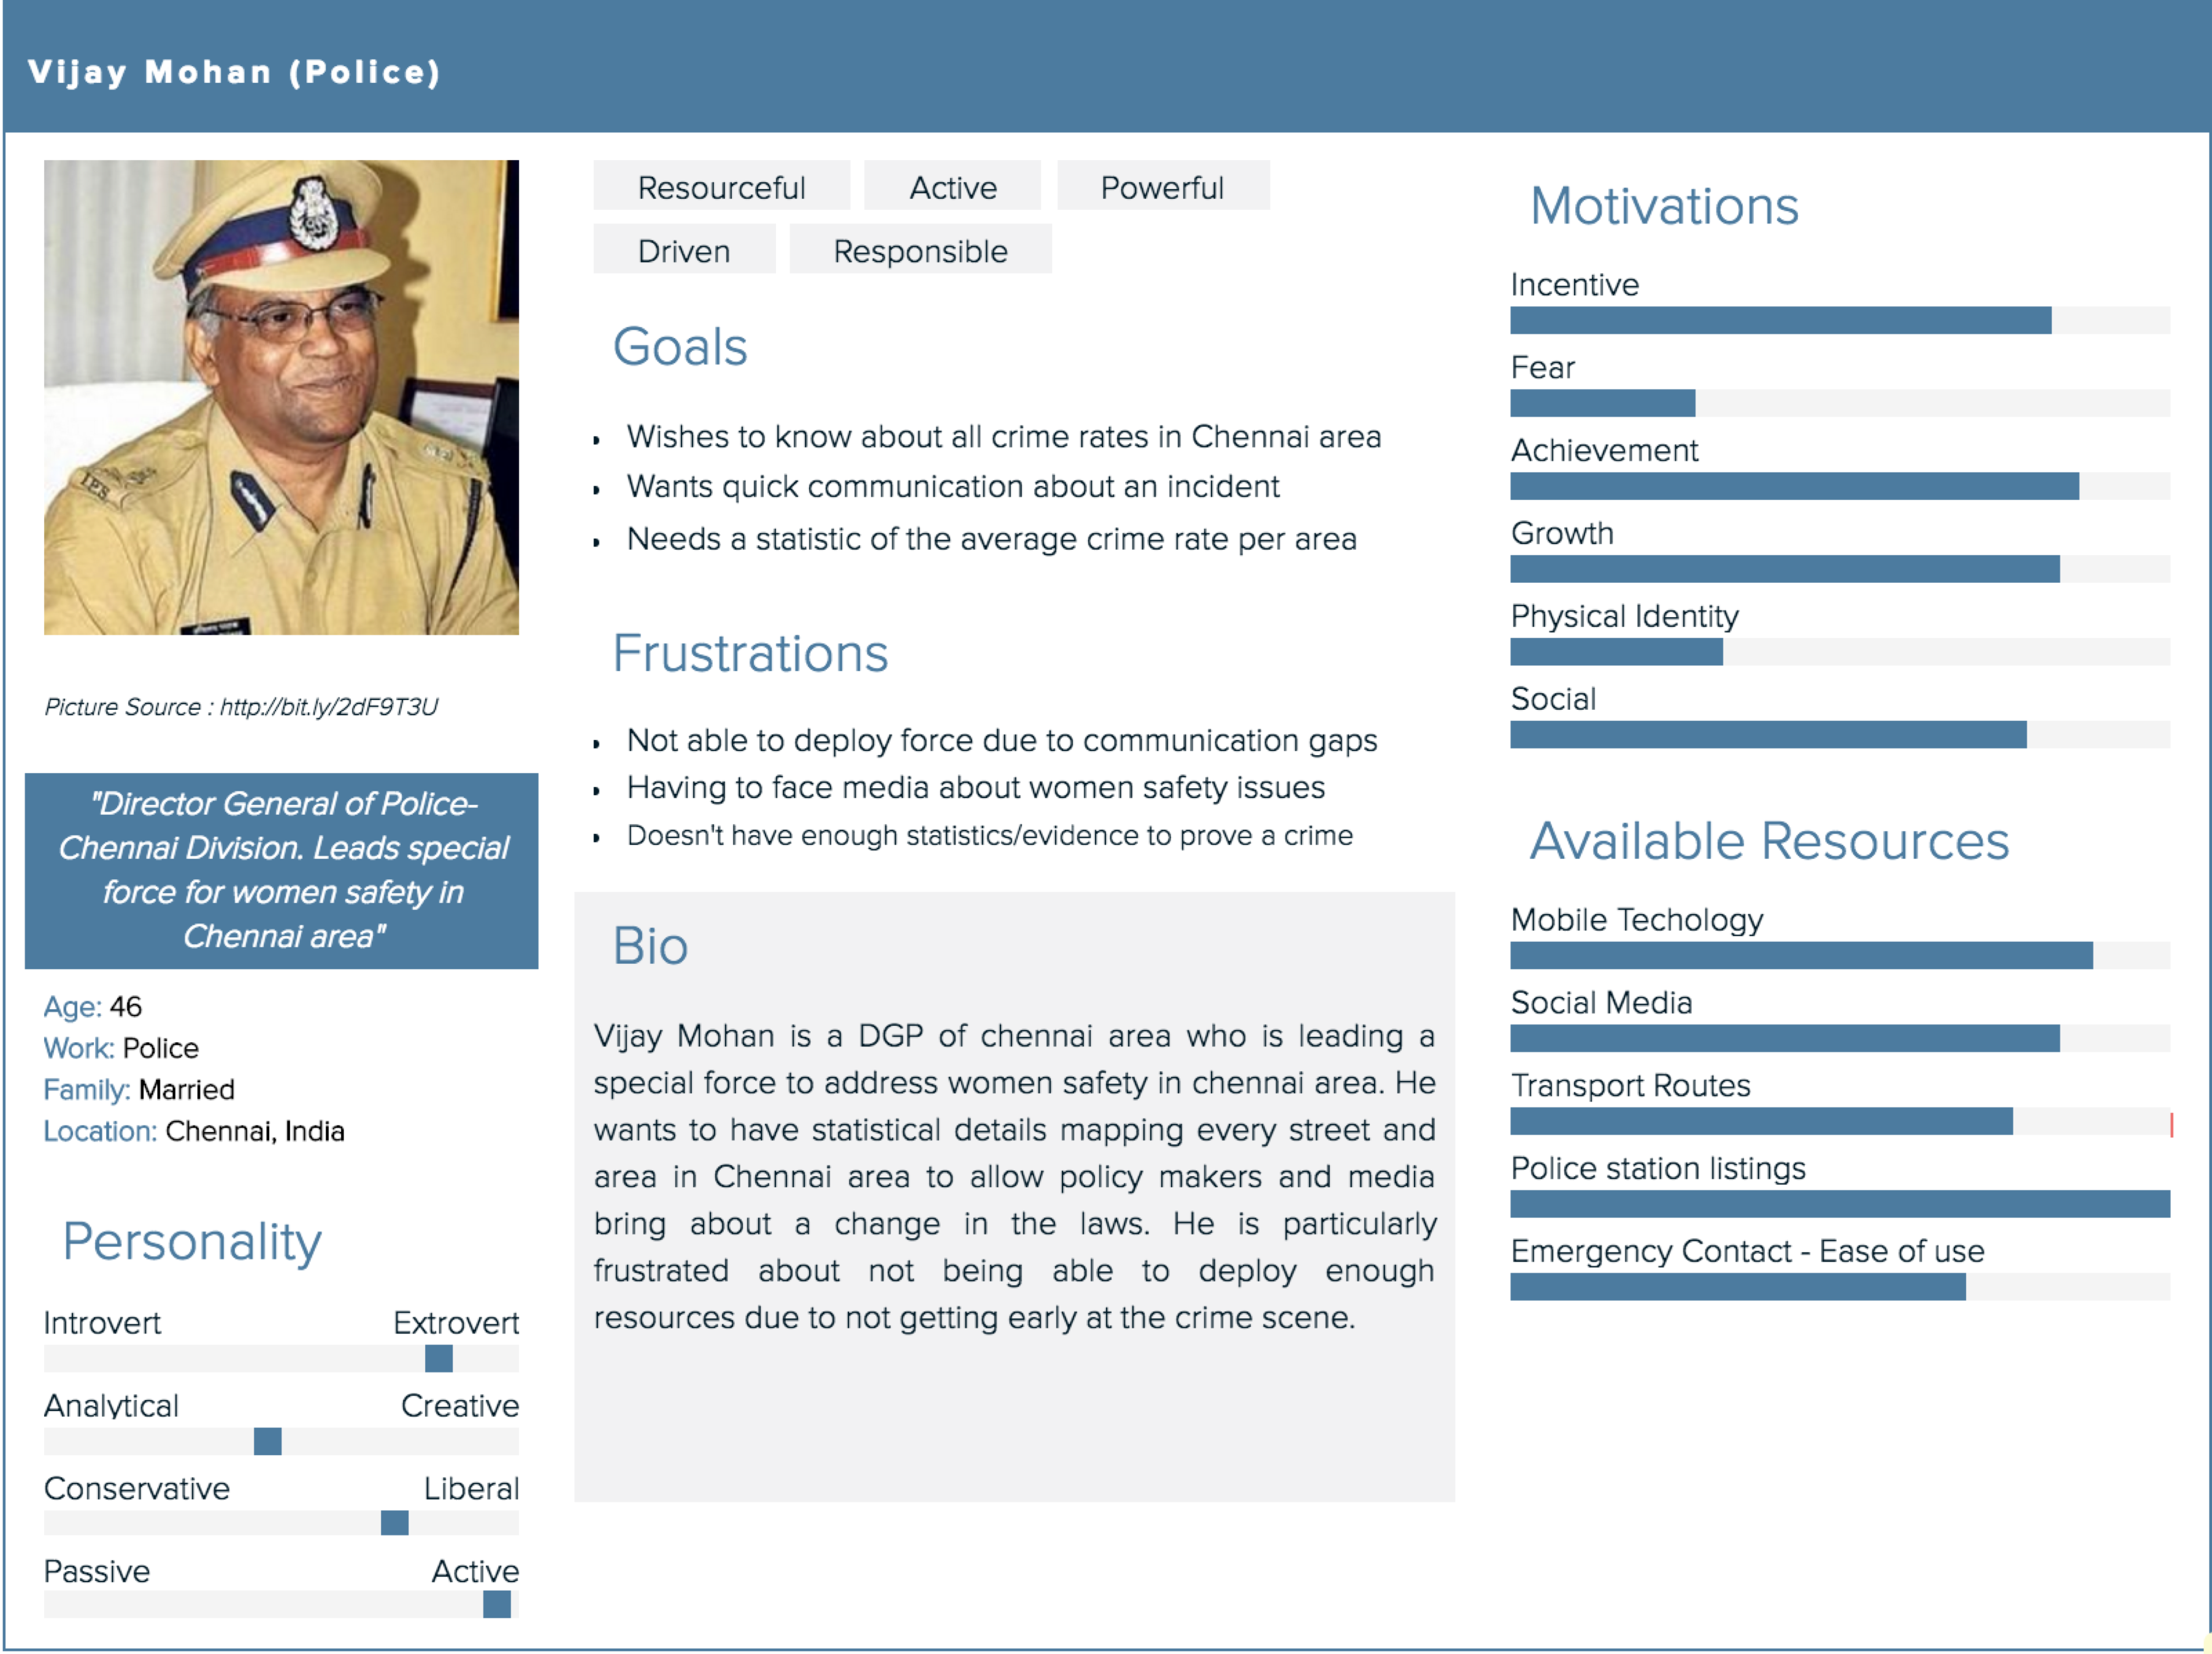 Vijay Mohan (Police)
I.P.S.
Picture Source : http://bit.ly/2dF9T3U
"Director General of Police-
Chennai Division. Leads special
force for women safety in
Chennai area"
Age: 46
Work: Police
Family: Married
Location: Chennai, India
Personality
Introvert Extrovert
Analytical Creative
Conservative Liberal
Passive Active
Resourceful Active Powerful
Driven Responsible
Goals
• Wishes to know about all crime rates in Chennai area
• Wants quick communication about an incident
• Needs a statistic of the average crime rate per area
Frustrations
• Not able to deploy force due to communication gaps
• Having to face media about women safety issues
• Doesn't have enough statistics/evidence to prove a crime
Bio
Vijay Mohan is a DGP of chennai area who is leading a
special force to address women safety in chennai area. He
wants to have statistical details mapping every street and
area in Chennai area to allow policy makers and media
bring about a change in the laws. He is particularly
frustrated about not being able to deploy enough
resources due to not getting early at the crime scene.
Motivations
Incentive
Fear
Achievement
Growth
Physical Identity
Social
Available Resources
Mobile Techology
Social Media
Transport Routes
Police station listings
Emergency Contact - Ease of use